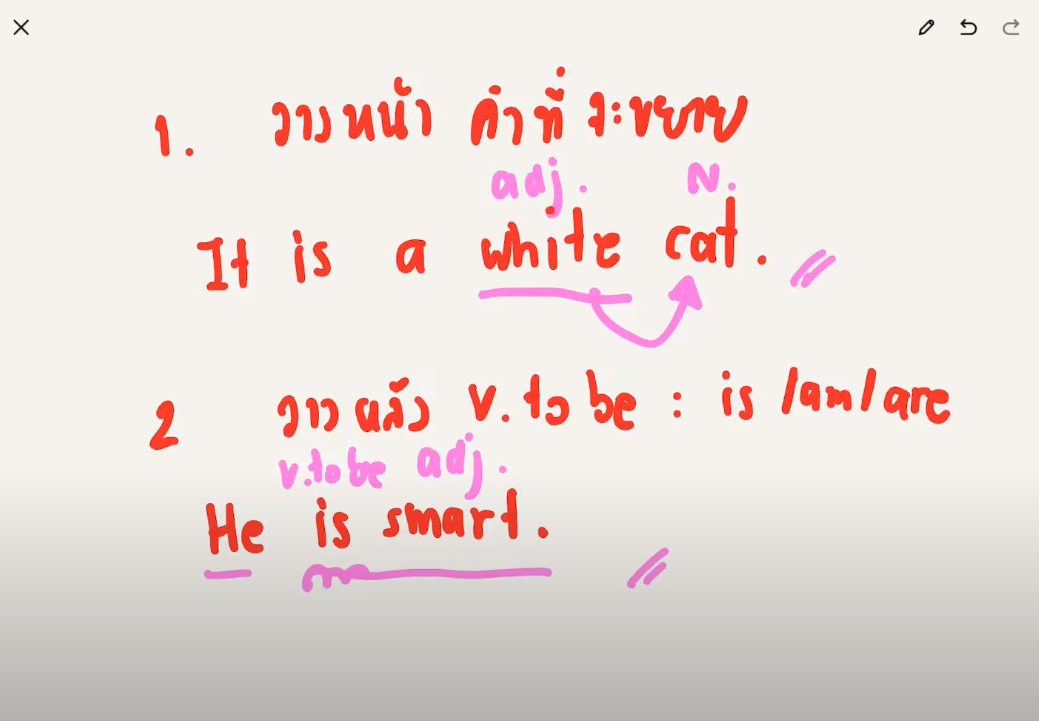 1. วางหน้า คำที่ จะขยาย
adj. N.
It is a white cat.
2 วางหลัง v.to be : is /am/ are
v.to be adj.
He is smart.